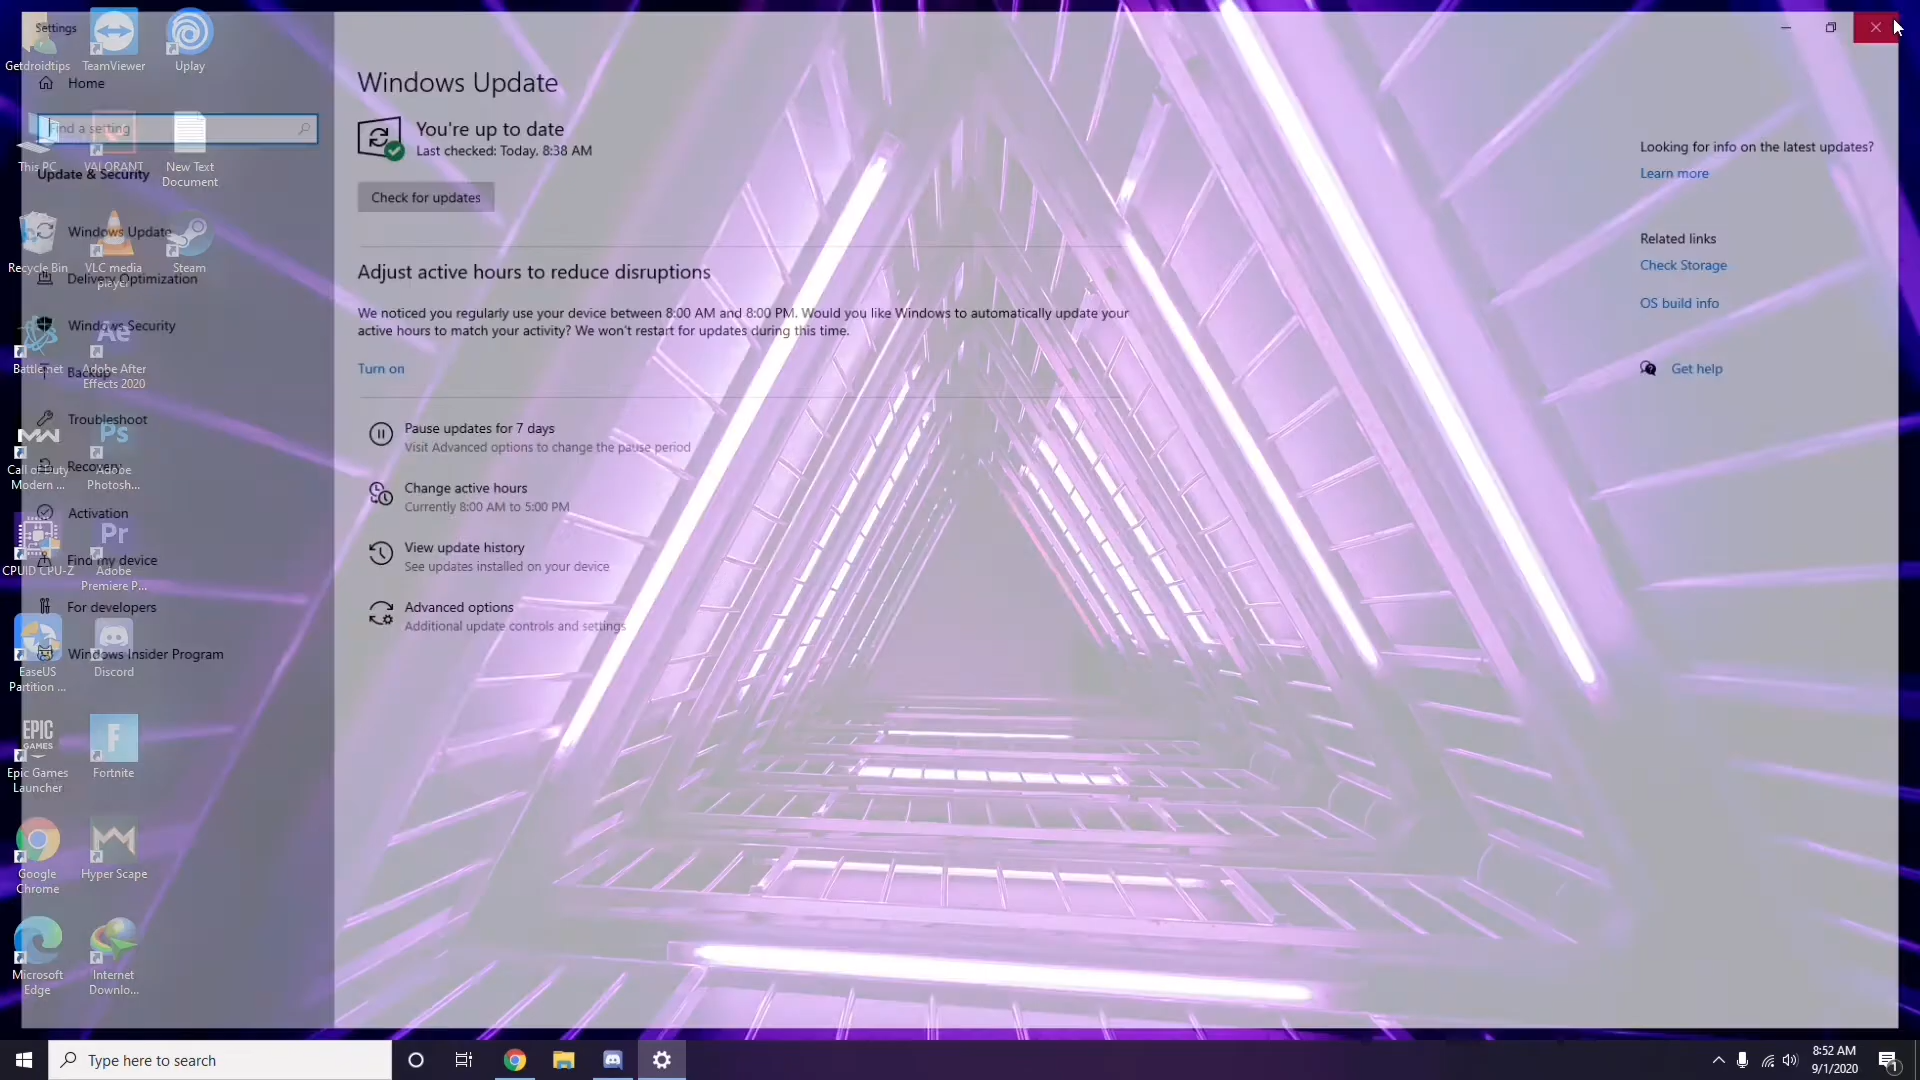 Settings
Home
Find a setting
Update & Security
Windows Update
Delivery Optimization
Windows Security
Backup
Troubleshoot
Recovery
Activation
Find my device
For developers
Windows Insider Program
Windows Update
You're up to date
Last checked: Today, 8:38 AM
Check for updates
Adjust active hours to reduce disruptions
We noticed you regularly use your device between 8:00 AM and 8:00 PM. Would you like Windows to automatically update your
active hours to match your activity? We won't restart for updates during this time.
Turn on
Pause updates for 7 days
Visit Advanced options to change the pause period
Change active hours
Currently 8:00 AM to 5:00 PM
View update history
See updates installed on your device
Advanced options
Additional update controls and settings
Looking for info on the latest updates?
Learn more
Related links
Check Storage
OS build info
Get help
Getdroidtips
TeamViewer
Uplay
This PC
VALORANT
New Text
Document
Recycle Bin
VLC media
player
Steam
Battle.net
Ae
Adobe After
Effects 2020
Call of Duty
Modern ...
Ps
Adobe
Photosh...
CPUID CPU-Z
Pr
Adobe
Premiere P...
EaseUS
Partition ...
Discord
EPIC
GAMES
Epic Games
Launcher
F
Fortnite
Google
Chrome
Hyper Scape
Microsoft
Edge
Internet
Downlo...
Type here to search
8:52 AM
9/1/2020
1